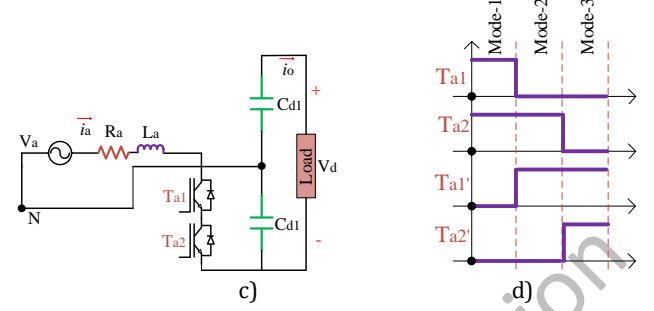 Mode-1
Mode-2
Mode-3
io
+
Cd1
Va
ia
Ra
La
Load
Vd
N
Ta1
Ta2
Cd1
-
c)
Ta1
Ta2
Ta1'
Ta2'
d)